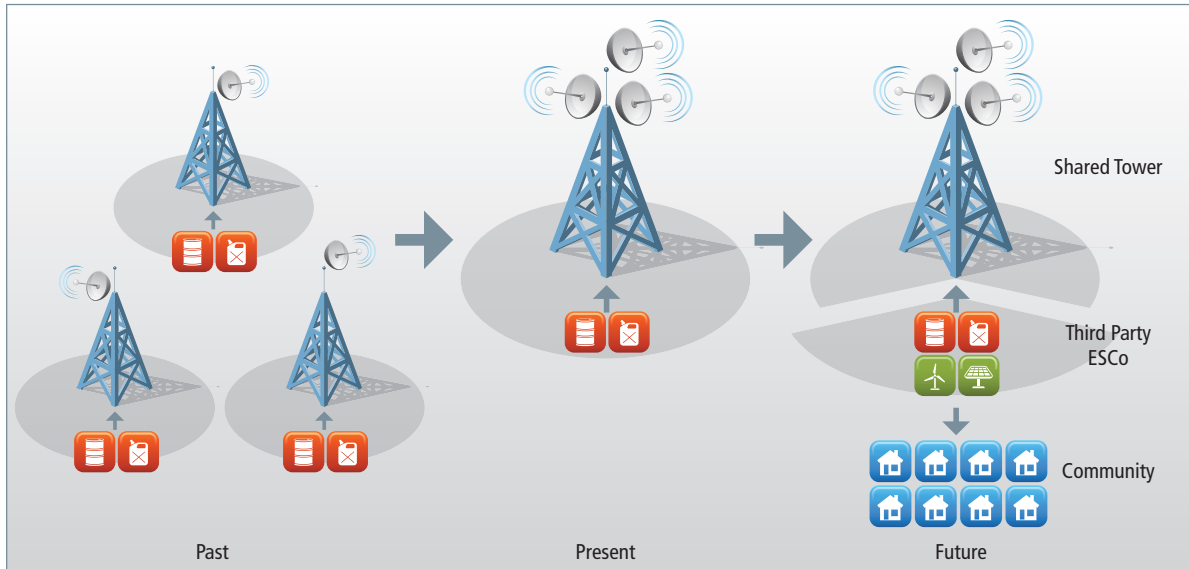 Shared Tower
Third Party
ESCo
Community
Past
Present
Future